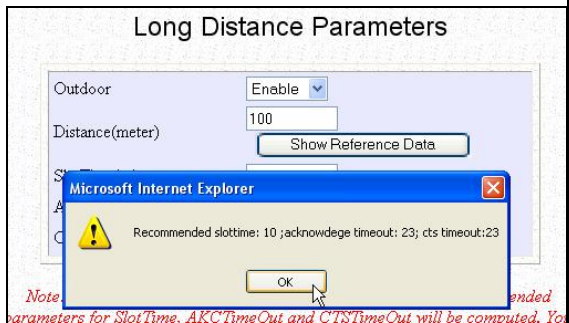 Long Distance Parameters
Outdoor Enable
Distance(meter) 100
Show Reference Data
Microsoft Internet Explorer
Recommended slottime: 10 ;acknowdege timeout: 23; cts timeout:23
OK
Note: ended
parameters for SlotTime, AKCTimeOut and CTSTimeOut will be computed. You